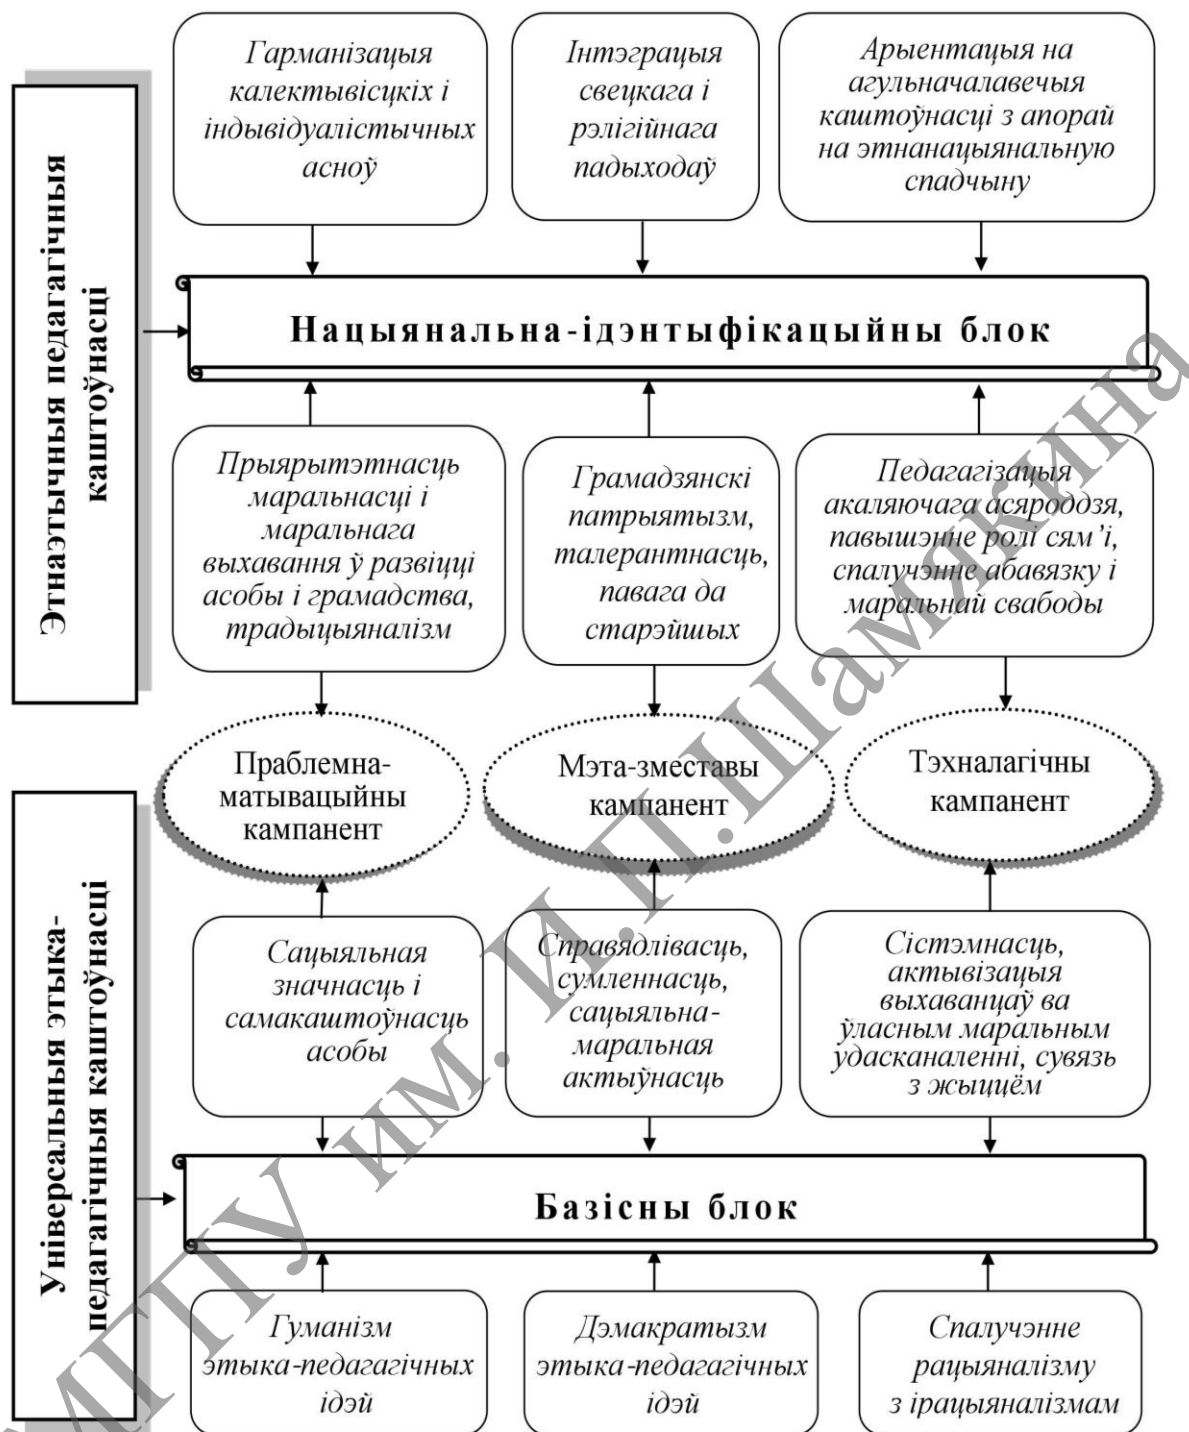 Этнаэтычныя педагагічныя
каштоўнасці
Гарманізацыя
калектывісцкіх і
індывідуалістычных
асноў
Інтэграцыя
свецкага і
рэлігійнага
падыходаў
Арыентацыя на
агульначалавечыя
каштоўнасці з апорай
на этнанацыянальную
спадчыну
Нацыянальна-ідэнтыфікацыйны блок
Прыярытэтнасць
маральнасці і
маральнага
выхавання ў развіцці
асобы і грамадства,
традыцыяналізм
Грамадзянскі
патрыятызм,
талерантнасць,
павага да
старэйшых
Педагагізацыя
акаляючага асяроддзя,
павышэнне ролі сям’і,
спалучэнне абавязку і
маральнай свабоды
Праблемна-
матывацыйны
кампанент
Мэта-зместавы
кампанент
Тэхналагічны
кампанент
Універсальныя этыка-
педагагічныя каштоўнасці
Сацыяльная
значнасць і
самакаштоўнасць
асобы
Справядлівасць,
сумленнасць,
сацыяльна-
маральная
актыўнасць
Сістэмнасць,
актывізацыя
выхаванцаў ва
ўласным маральным
удасканаленні, сувязь
з жыццём
Базісны блок
Гуманізм
этыка-педагагічных
ідэй
Дэмакратызм
этыка-педагагічных
ідэй
Спалучэнне
рацыяналізму
з ірацыяналізмам
МГПУ им. И.П.Шамякина